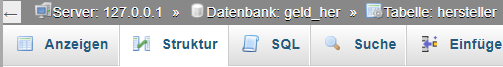 Server: 127.0.0.1 » Datenbank: geld_her » Tabelle: hersteller
Anzeigen Struktur SQL Suche Einfüge